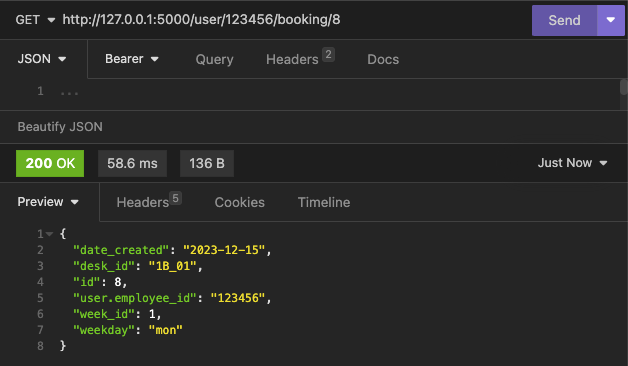 GET http://127.0.0.1:5000/user/123456/booking/8 Send
JSON Bearer Query Headers 2 Docs
1 ...
Beautify JSON
200 OK 58.6 ms 136 B Just Now
Preview Headers 5 Cookies Timeline
1 {
2 "date_created": "2023-12-15",
3 "desk_id": "1B_01",
4 "id": 8,
5 "user.employee_id": "123456",
6 "week_id": 1,
7 "weekday": "mon"
8 }